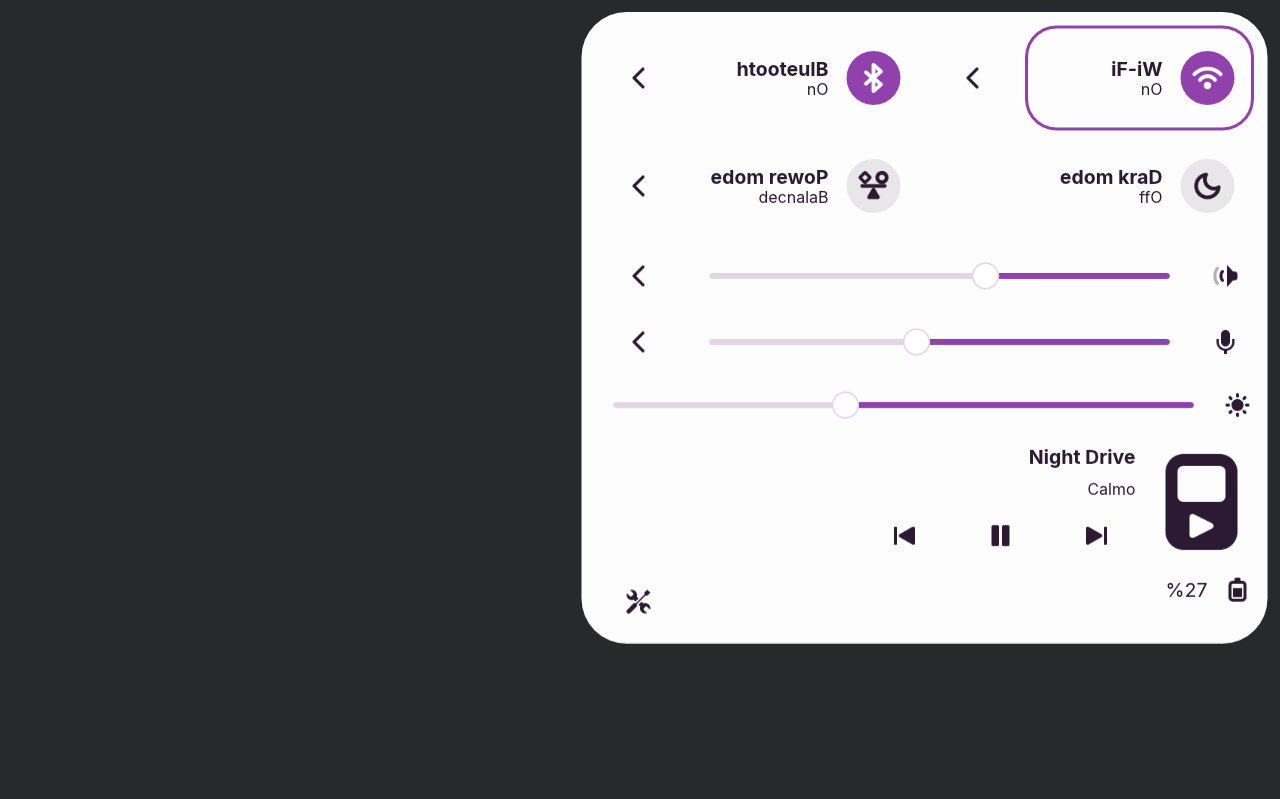 iF-iW
nO
htooteulB
nO
edom kraD
ffO
edom rewoP
decnalaB
Night Drive
Calmo
%27